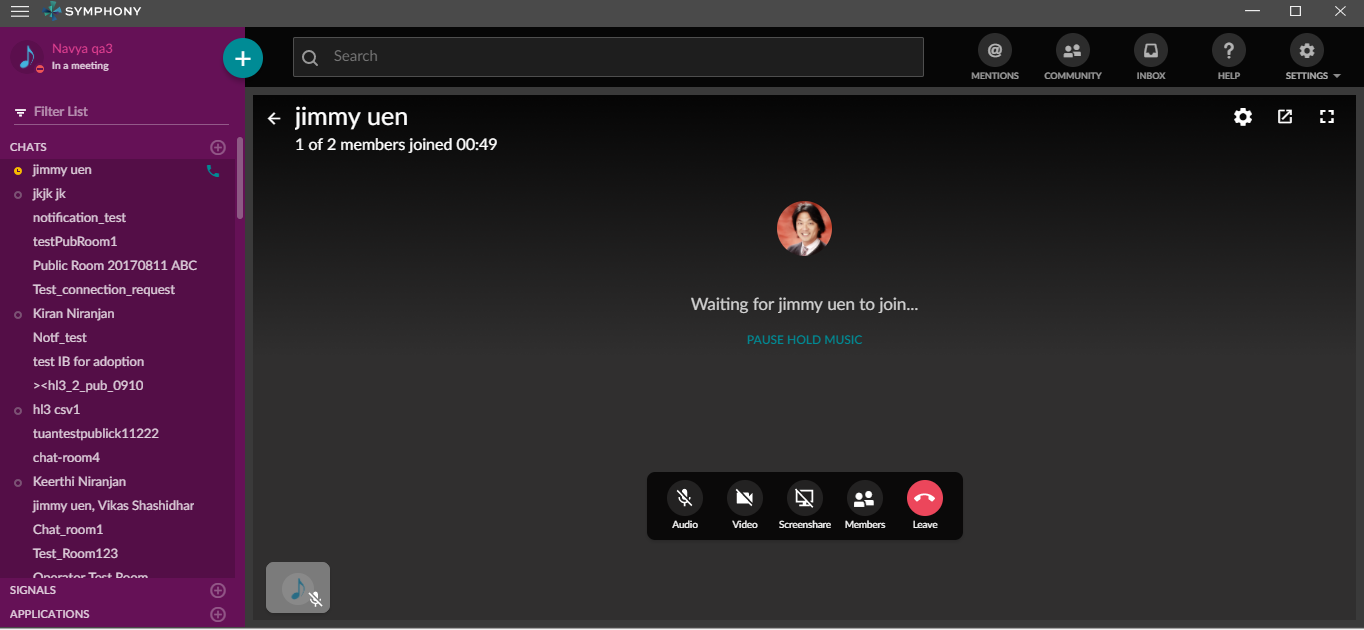 SYMPHONY
Navya qa3
In a meeting
Filter List
CHATS
jimmy uen
jkjk jk
notification_test
testPubRoom1
Public Room 20170811 ABC
Test_connection_request
Kiran Niranjan
Notf_test
test IB for adoption
><hl3_2_pub_0910
hl3 csv1
tuantestpublick11222
chat-room4
Keerthi Niranjan
jimmy uen, Vikas Shashidhar
Chat_room1
Test_Room123
Operator Test Room
SIGNALS
APPLICATIONS
Search
MENTIONS
COMMUNITY
INBOX
HELP
SETTINGS
jimmy uen
1 of 2 members joined 00:49
Waiting for jimmy uen to join...
PAUSE HOLD MUSIC
Audio
Video
Screenshare
Members
Leave